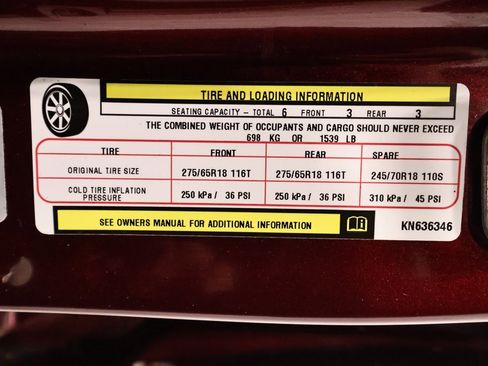 TIRE AND LOADING INFORMATION
SEATING CAPACITY – TOTAL 6 FRONT 3 REAR 3
THE COMBINED WEIGHT OF OCCUPANTS AND CARGO SHOULD NEVER EXCEED
698 KG OR 1539 LB
TIRE FRONT REAR SPARE
ORIGINAL TIRE SIZE 275/65R18 116T 275/65R18 116T 245/70R18 110S
COLD TIRE INFLATION
PRESSURE 250 kPa / 36 PSI 250 kPa / 36 PSI 310 kPa / 45 PSI
SEE OWNERS MANUAL FOR ADDITIONAL INFORMATION KN636346